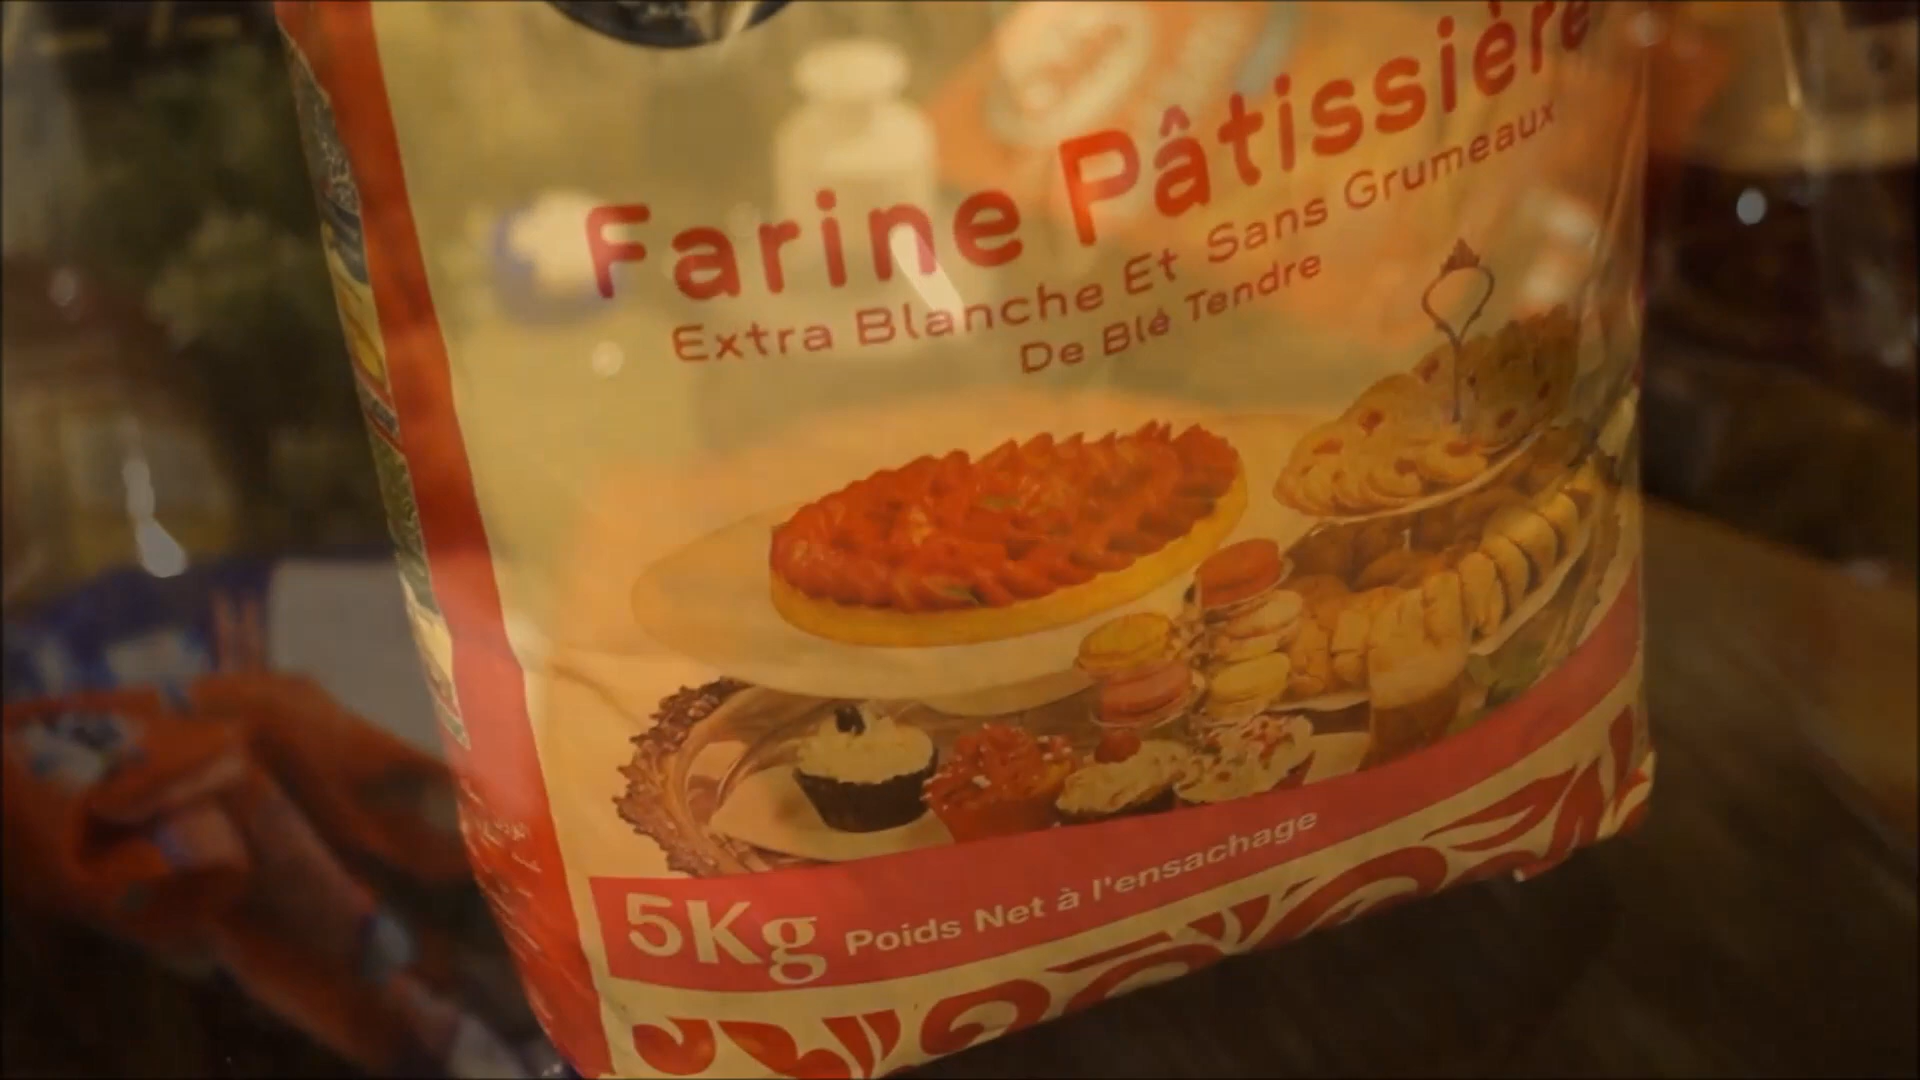 Farine Pâtissière
Extra Blanche Et Sans Grumeaux
De Blé Tendre
5Kg Poids Net à l'ensachage